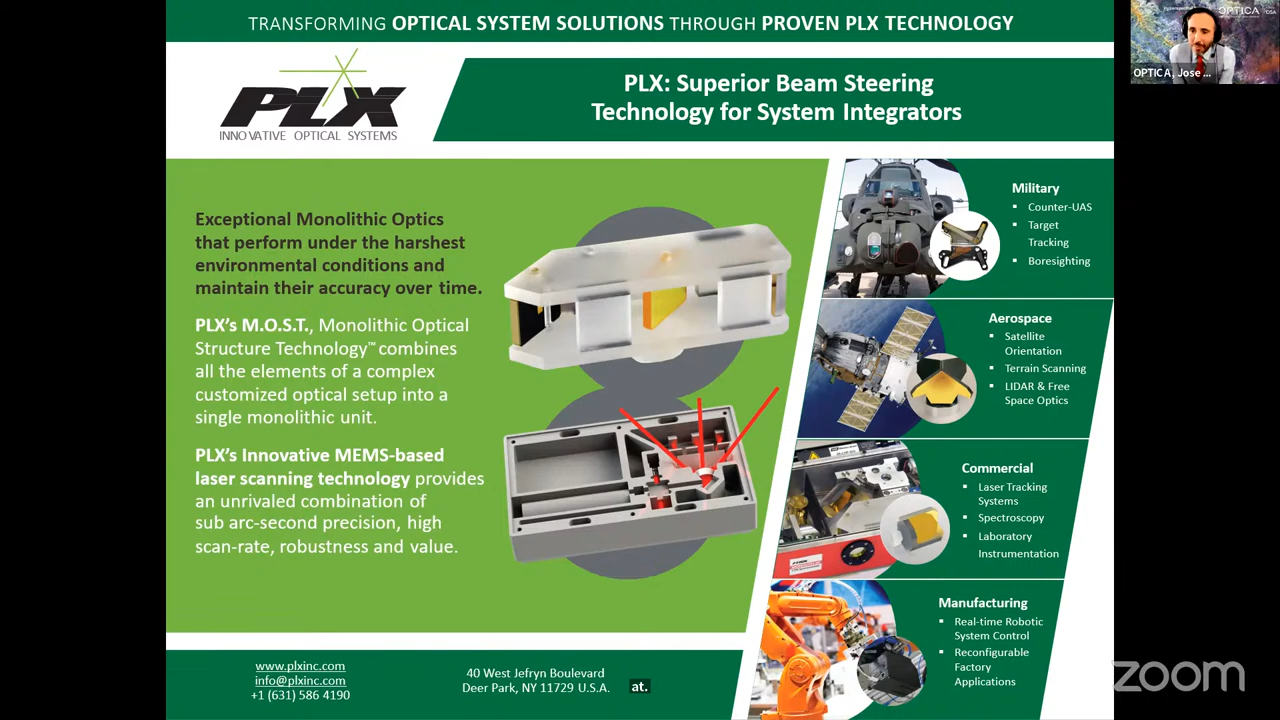 TRANSFORMING OPTICAL SYSTEM SOLUTIONS THROUGH PROVEN PLX TECHNOLOGY
PLX
INNOVATIVE OPTICAL SYSTEMS
PLX: Superior Beam Steering
Technology for System Integrators
Exceptional Monolithic Optics
that perform under the harshest
environmental conditions and
maintain their accuracy over time.
PLX's M.O.S.T., Monolithic Optical
Structure Technology™ combines
all the elements of a complex
customized optical setup into a
single monolithic unit.
PLX's Innovative MEMS-based
laser scanning technology provides
an unrivaled combination of
sub arc-second precision, high
scan-rate, robustness and value.
Military
▪ Counter-UAS
▪ Target
Tracking
▪ Boresighting
Aerospace
▪ Satellite
Orientation
▪ Terrain Scanning
▪ LIDAR & Free
Space Optics
Commercial
▪ Laser Tracking
Systems
▪ Spectroscopy
▪ Laboratory
Instrumentation
Manufacturing
▪ Real-time Robotic
System Control
▪ Reconfigurable
Factory
Applications
www.plxinc.com
info@plxinc.com
+1 (631) 586 4190
40 West Jefryn Boulevard
Deer Park, NY 11729 U.S.A.
at.
OPTICA
OPTICA, Jose ...
zoom